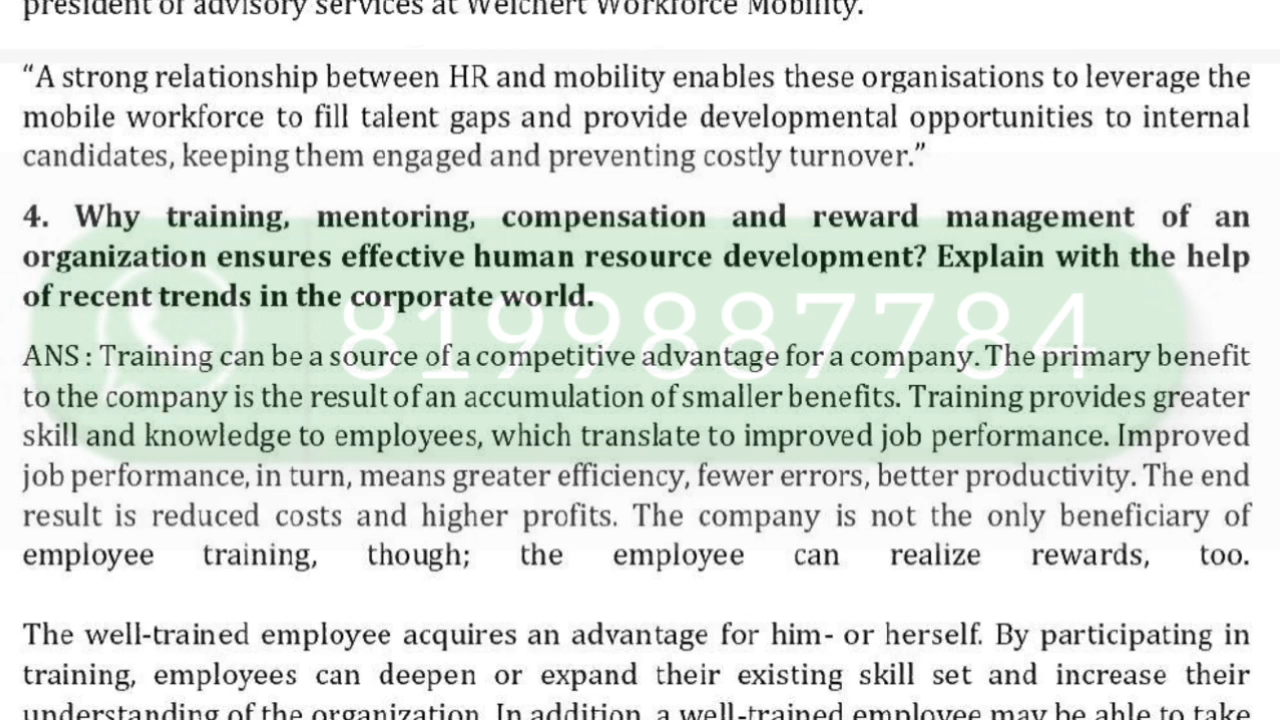 president of advisory services at Weichert Workforce Mobility.
“A strong relationship between HR and mobility enables these organisations to leverage the
mobile workforce to fill talent gaps and provide developmental opportunities to internal
candidates, keeping them engaged and preventing costly turnover.”
4. Why training, mentoring, compensation and reward management of an
organization ensures effective human resource development? Explain with the help
of recent trends in the corporate world.
8199887784
ANS : Training can be a source of a competitive advantage for a company. The primary benefit
to the company is the result of an accumulation of smaller benefits. Training provides greater
skill and knowledge to employees, which translate to improved job performance. Improved
job performance, in turn, means greater efficiency, fewer errors, better productivity. The end
result is reduced costs and higher profits. The company is not the only beneficiary of
employee training, though; the employee can realize rewards, too.
The well-trained employee acquires an advantage for him- or herself. By participating in
training, employees can deepen or expand their existing skill set and increase their
understanding of the organization. In addition, a well-trained employee may be able to take